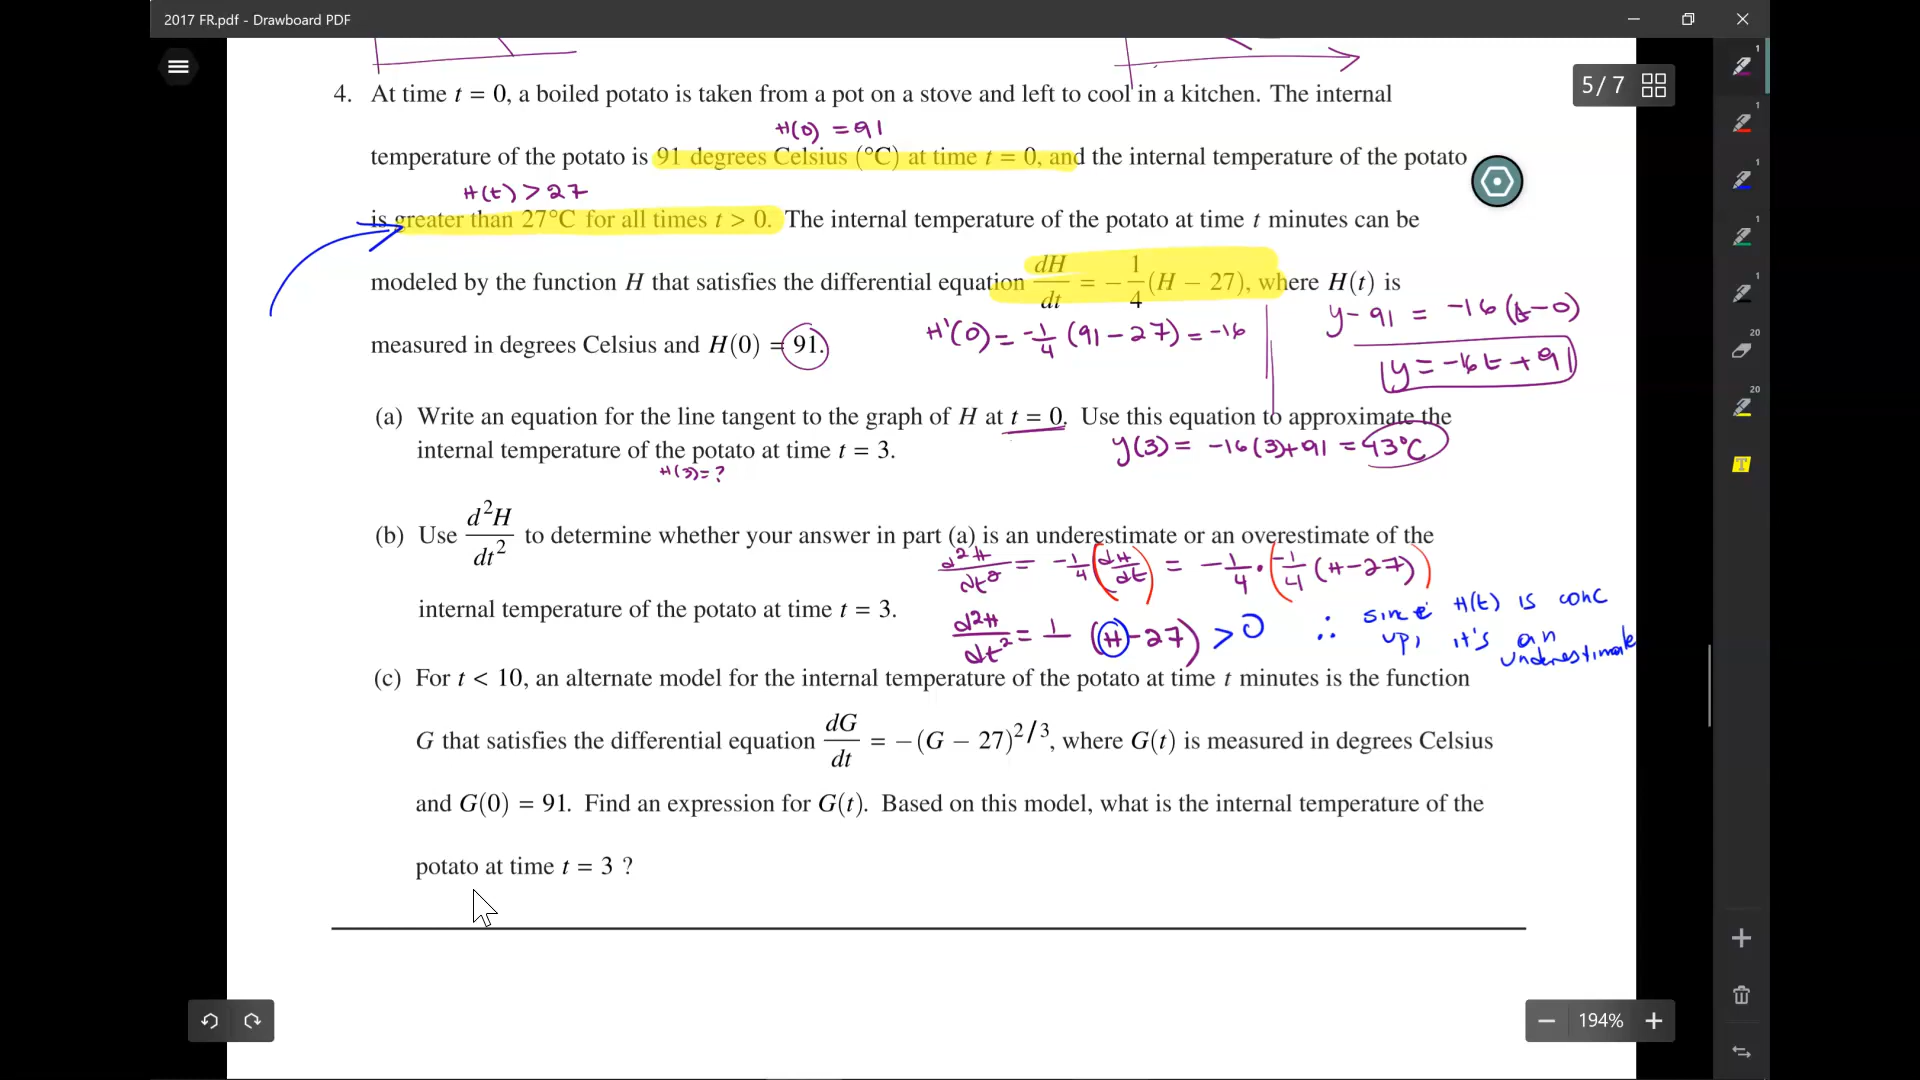 2017 FR.pdf - Drawboard PDF
5 / 7
4. At time t = 0, a boiled potato is taken from a pot on a stove and left to cool in a kitchen. The internal
H(0) = 91
temperature of the potato is 91 degrees Celsius (°C) at time t = 0, and the internal temperature of the potato
H(t) > 27
is greater than 27°C for all times t > 0. The internal temperature of the potato at time t minutes can be
modeled by the function H that satisfies the differential equation dH/dt = −1/4(H − 27), where H(t) is
y - 91 = -16(t-0)
H'(0) = -1/4 (91-27) = -16
measured in degrees Celsius and H(0) = 91.
y = -16t + 91
(a) Write an equation for the line tangent to the graph of H at t = 0. Use this equation to approximate the
internal temperature of the potato at time t = 3.
y(3) = -16(3)+91 = 43°C
H(3) = ?
(b) Use d²H/dt² to determine whether your answer in part (a) is an underestimate or an overestimate of the
d²H/dt² = -1/4 (dH/dt) = -1/4 · (-1/4 (H-27))
internal temperature of the potato at time t = 3.
d²H/dt² = 1 (H-27) > 0 ∴ since H(t) is conc
up, it's an
underestimate
(c) For t < 10, an alternate model for the internal temperature of the potato at time t minutes is the function
G that satisfies the differential equation dG/dt = −(G − 27)^2/3, where G(t) is measured in degrees Celsius
and G(0) = 91. Find an expression for G(t). Based on this model, what is the internal temperature of the
potato at time t = 3 ?
194%
1
1
1
1
1
20
20
T